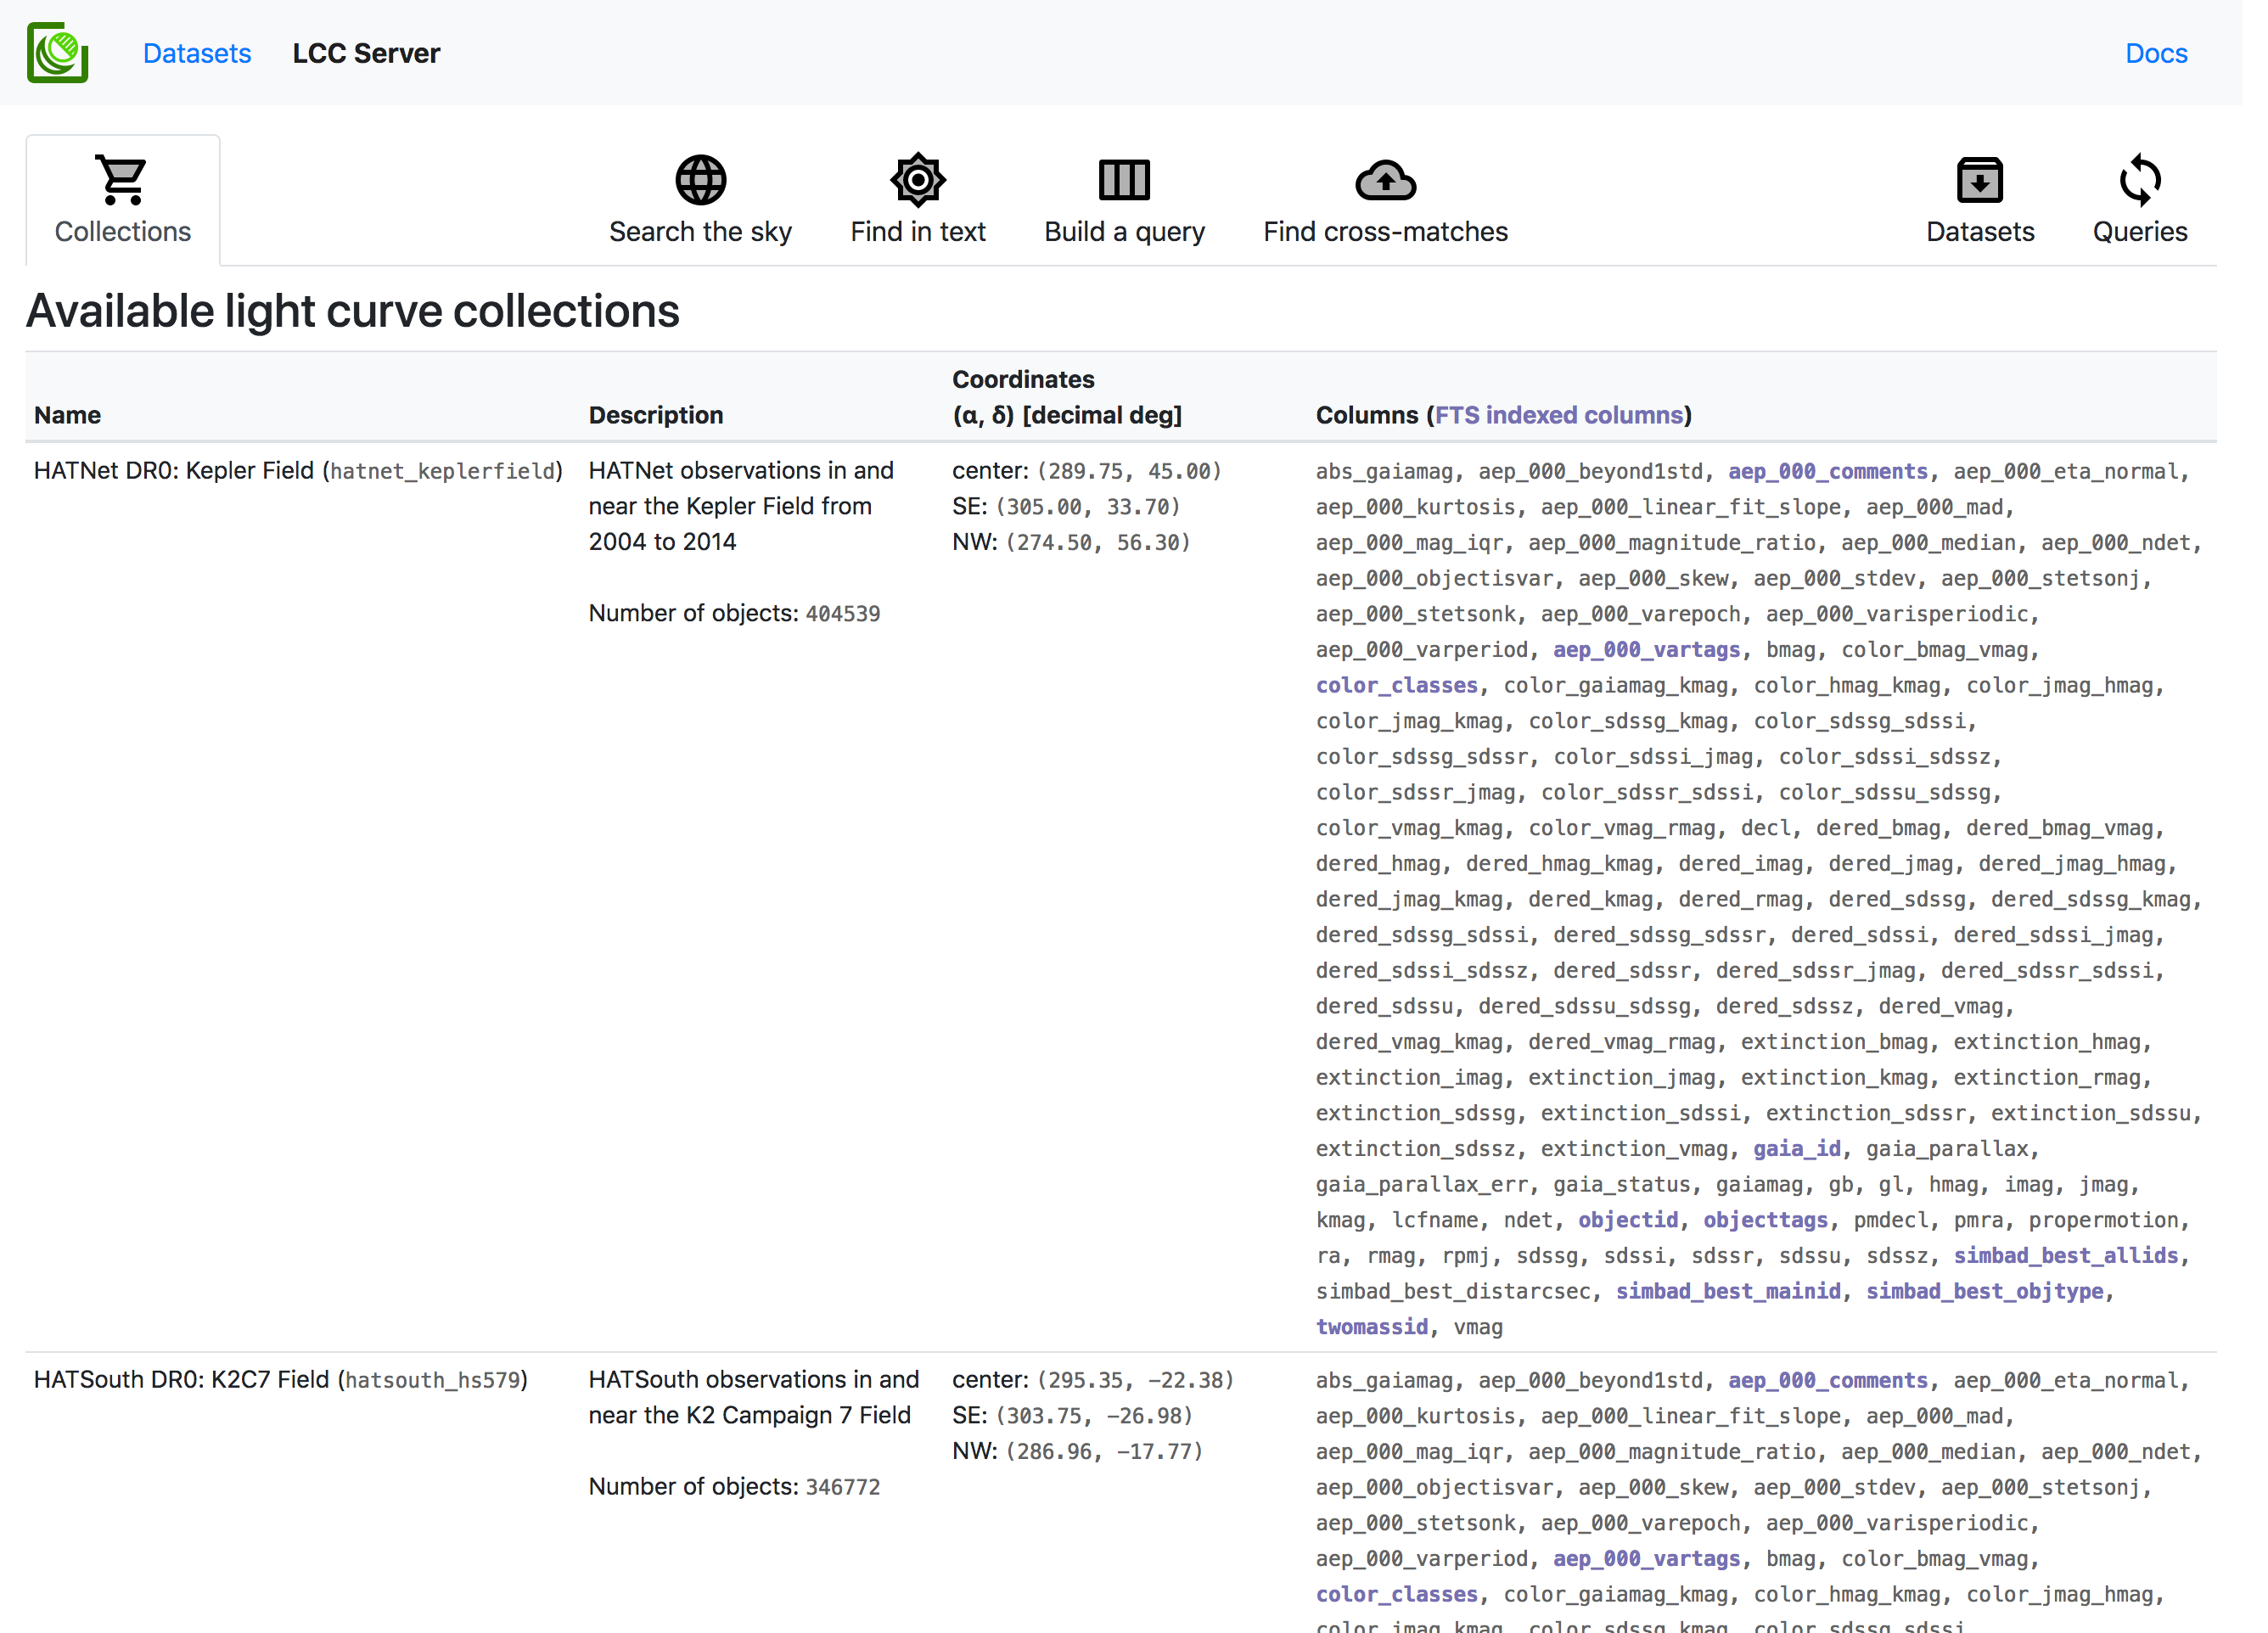 Datasets LCC Server Docs
Collections Search the sky Find in text Build a query Find cross-matches Datasets Queries
Available light curve collections
Name Description Coordinates (α, δ) [decimal deg] Columns (FTS indexed columns)
HATNet DR0: Kepler Field (hatnet_keplerfield)
HATNet observations in and
near the Kepler Field from
2004 to 2014
Number of objects: 404539
center: (289.75, 45.00)
SE: (305.00, 33.70)
NW: (274.50, 56.30)
abs_gaiamag, aep_000_beyond1std, aep_000_comments, aep_000_eta_normal,
aep_000_kurtosis, aep_000_linear_fit_slope, aep_000_mad,
aep_000_mag_iqr, aep_000_magnitude_ratio, aep_000_median, aep_000_ndet,
aep_000_objectisvar, aep_000_skew, aep_000_stdev, aep_000_stetsonj,
aep_000_stetsonk, aep_000_varepoch, aep_000_varisperiodic,
aep_000_varperiod, aep_000_vartags, bmag, color_bmag_vmag,
color_classes, color_gaiamag_kmag, color_hmag_kmag, color_jmag_hmag,
color_jmag_kmag, color_sdssg_kmag, color_sdssg_sdssi,
color_sdssg_sdssr, color_sdssi_jmag, color_sdssi_sdssz,
color_sdssr_jmag, color_sdssr_sdssi, color_sdssu_sdssg,
color_vmag_kmag, color_vmag_rmag, decl, dered_bmag, dered_bmag_vmag,
dered_hmag, dered_hmag_kmag, dered_imag, dered_jmag, dered_jmag_hmag,
dered_jmag_kmag, dered_kmag, dered_rmag, dered_sdssg, dered_sdssg_kmag,
dered_sdssg_sdssi, dered_sdssg_sdssr, dered_sdssi, dered_sdssi_jmag,
dered_sdssi_sdssz, dered_sdssr, dered_sdssr_jmag, dered_sdssr_sdssi,
dered_sdssu, dered_sdssu_sdssg, dered_sdssz, dered_vmag,
dered_vmag_kmag, dered_vmag_rmag, extinction_bmag, extinction_hmag,
extinction_imag, extinction_jmag, extinction_kmag, extinction_rmag,
extinction_sdssg, extinction_sdssi, extinction_sdssr, extinction_sdssu,
extinction_sdssz, extinction_vmag, gaia_id, gaia_parallax,
gaia_parallax_err, gaia_status, gaiamag, gb, gl, hmag, imag, jmag,
kmag, lcfname, ndet, objectid, objecttags, pmdecl, pmra, propermotion,
ra, rmag, rpmj, sdssg, sdssi, sdssr, sdssu, sdssz, simbad_best_allids,
simbad_best_distarcsec, simbad_best_mainid, simbad_best_objtype,
twomassid, vmag
HATSouth DR0: K2C7 Field (hatsouth_hs579)
HATSouth observations in and
near the K2 Campaign 7 Field
Number of objects: 346772
center: (295.35, -22.38)
SE: (303.75, -26.98)
NW: (286.96, -17.77)
abs_gaiamag, aep_000_beyond1std, aep_000_comments, aep_000_eta_normal,
aep_000_kurtosis, aep_000_linear_fit_slope, aep_000_mad,
aep_000_mag_iqr, aep_000_magnitude_ratio, aep_000_median, aep_000_ndet,
aep_000_objectisvar, aep_000_skew, aep_000_stdev, aep_000_stetsonj,
aep_000_stetsonk, aep_000_varepoch, aep_000_varisperiodic,
aep_000_varperiod, aep_000_vartags, bmag, color_bmag_vmag,
color_classes, color_gaiamag_kmag, color_hmag_kmag, color_jmag_hmag,
color_jmag_kmag, color_sdssg_kmag, color_sdssg_sdssi,